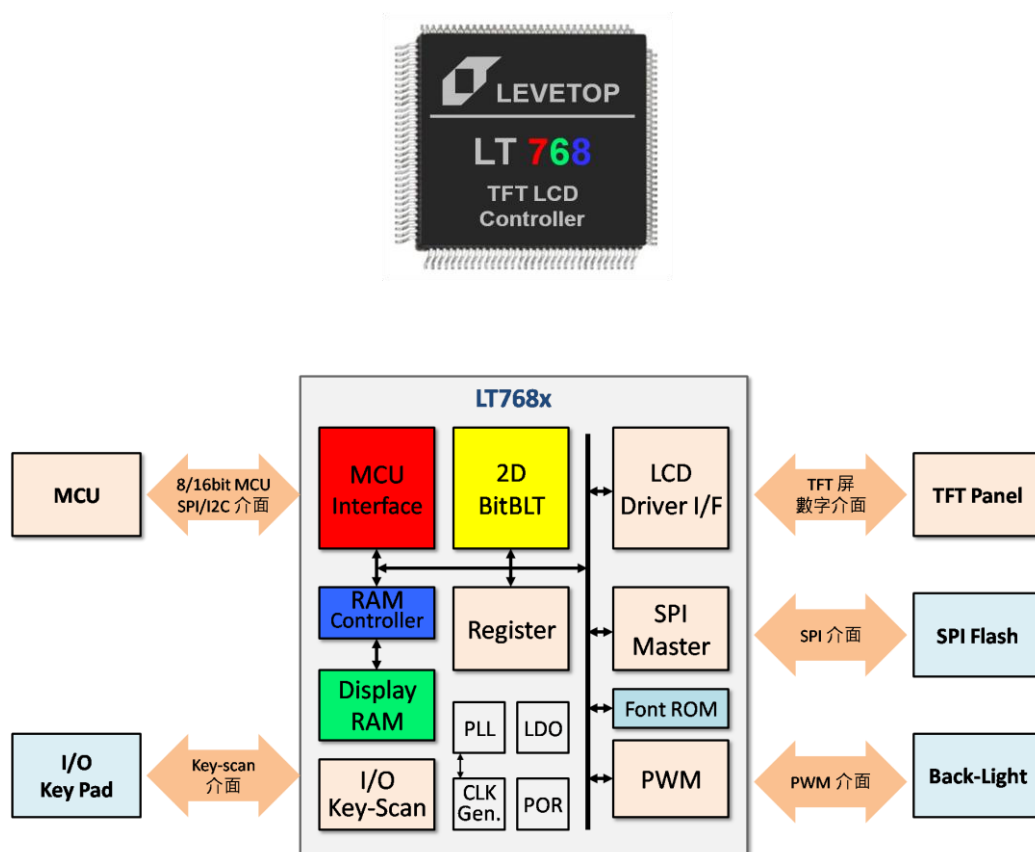 LEVETOP
LT 768
TFT LCD
Controller
LT768x
MCU
8/16bit MCU
SPI/I2C 介面
MCU
Interface
2D
BitBLT
LCD
Driver I/F
TFT 屏
數字介面
TFT Panel
RAM
Controller
Register
SPI
Master
SPI 介面
SPI Flash
Display
RAM
PLL
LDO
Font ROM
I/O
Key Pad
Key-scan
介面
I/O
Key-Scan
CLK
Gen.
POR
PWM
PWM 介面
Back-Light